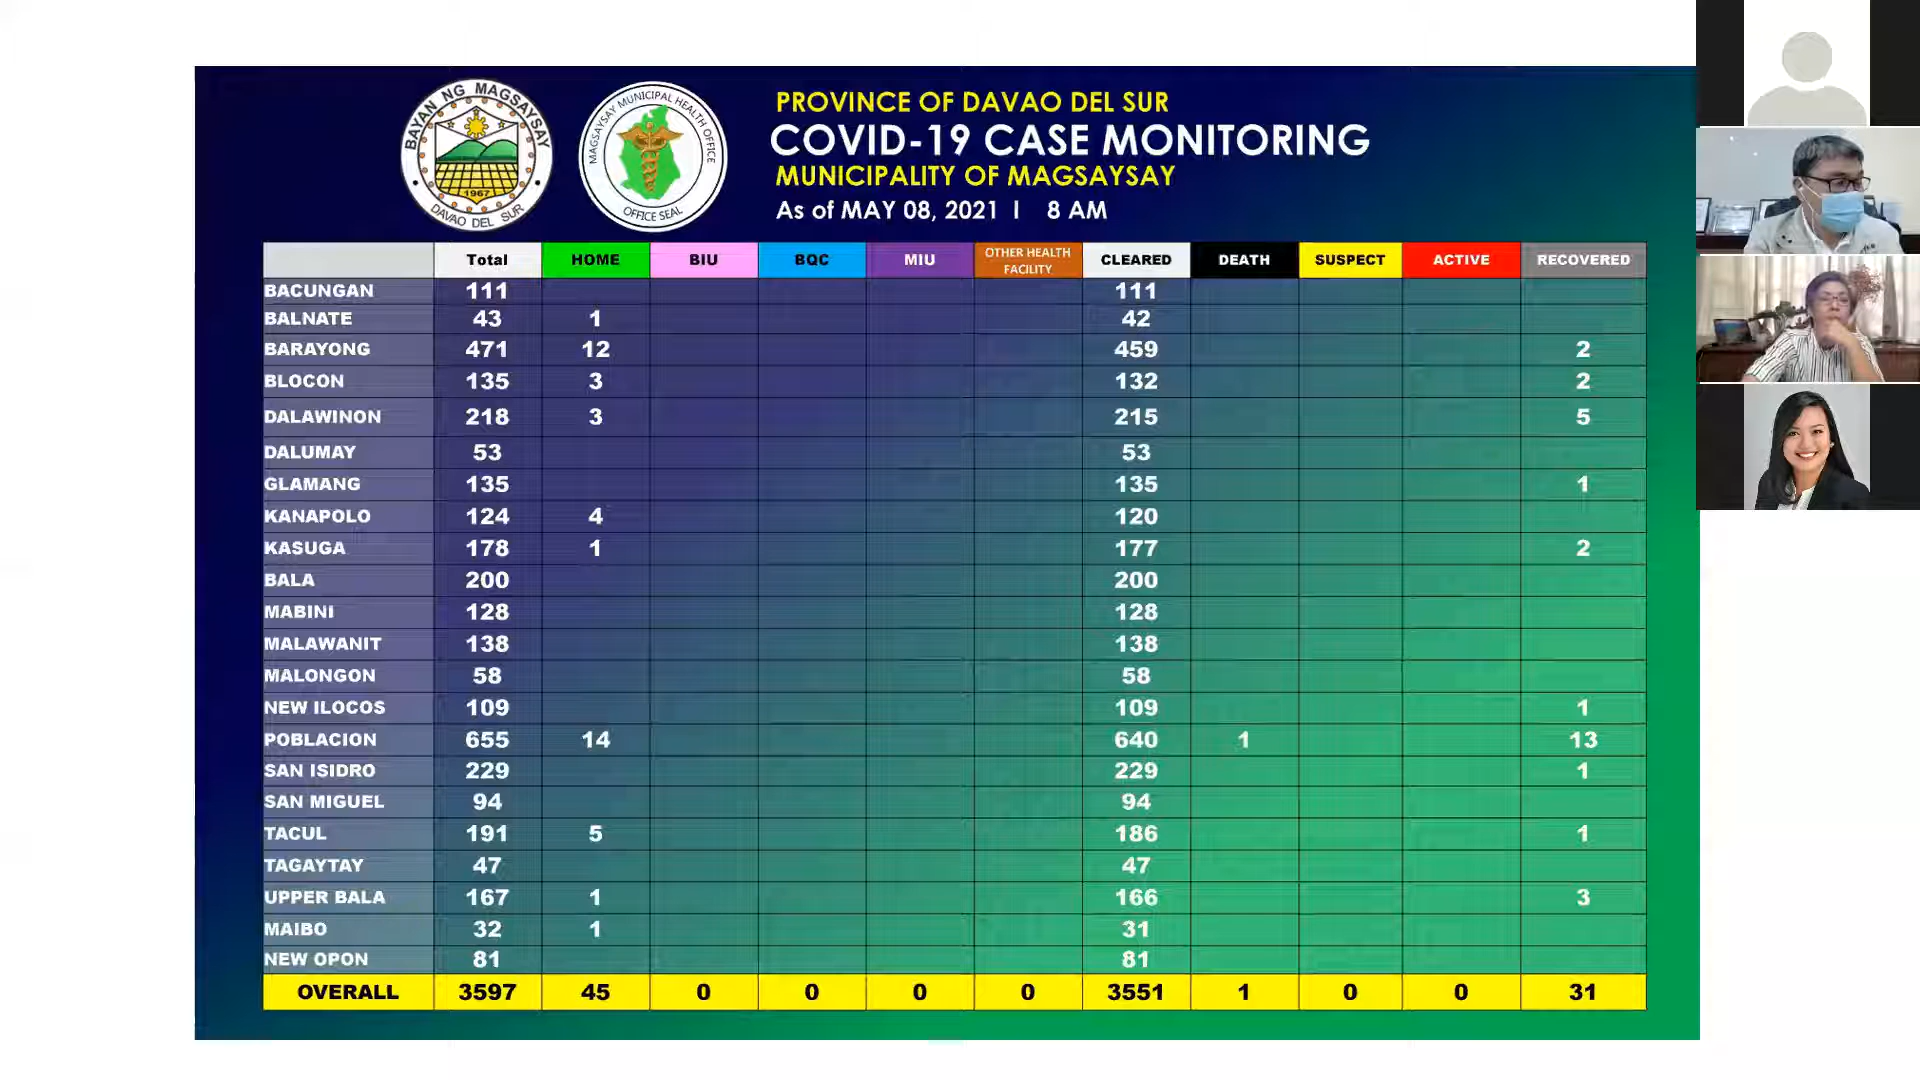 BAYAN NG MAGSAYSAY
1967
DAVAO DEL SUR
MAGSAYSAY MUNICIPAL HEALTH OFFICE
OFFICE SEAL
PROVINCE OF DAVAO DEL SUR
COVID-19 CASE MONITORING
MUNICIPALITY OF MAGSAYSAY
As of MAY 08, 2021 I 8 AM
Total HOME BIU BQC MIU OTHER HEALTH FACILITY CLEARED DEATH SUSPECT ACTIVE RECOVERED
BACUNGAN 111 111
BALNATE 43 1 42
BARAYONG 471 12 459 2
BLOCON 135 3 132 2
DALAWINON 218 3 215 5
DALUMAY 53 53
GLAMANG 135 135 1
KANAPOLO 124 4 120
KASUGA 178 1 177 2
BALA 200 200
MABINI 128 128
MALAWANIT 138 138
MALONGON 58 58
NEW ILOCOS 109 109 1
POBLACION 655 14 640 1 13
SAN ISIDRO 229 229 1
SAN MIGUEL 94 94
TACUL 191 5 186 1
TAGAYTAY 47 47
UPPER BALA 167 1 166 3
MAIBO 32 1 31
NEW OPON 81 81
OVERALL 3597 45 0 0 0 0 3551 1 0 0 31